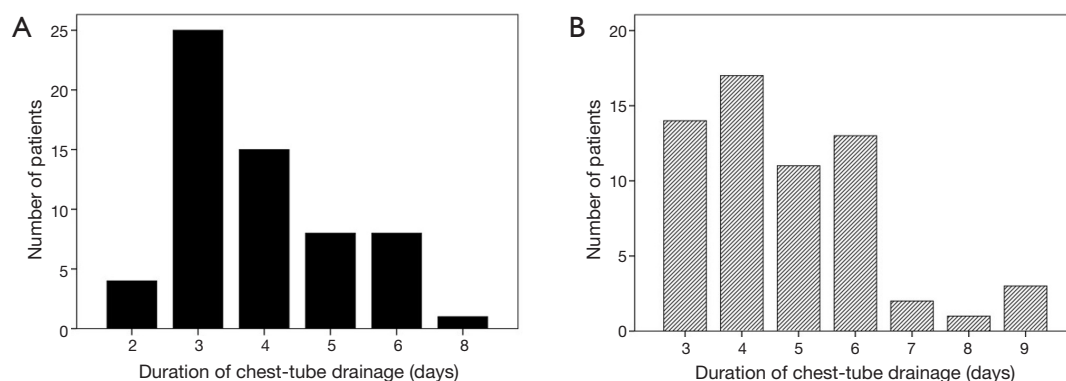 A
25
20
15
10
5
0
Number of patients
2 3 4 5 6 8
Duration of chest-tube drainage (days)
B
20
15
10
5
0
Number of patients
3 4 5 6 7 8 9
Duration of chest-tube drainage (days)